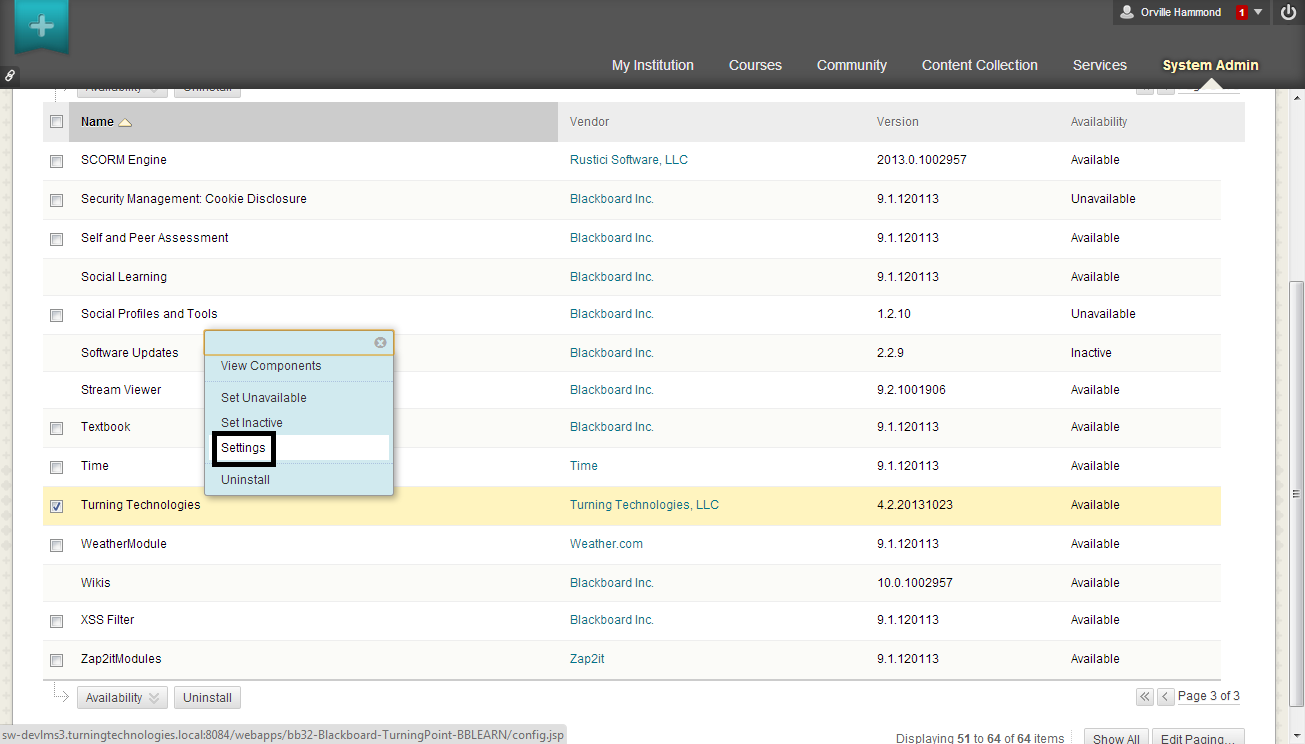 Orville Hammond 1
My Institution Courses Community Content Collection Services System Admin
Availability Uninstall
Name Vendor Version Availability
SCORM Engine Rustici Software, LLC 2013.0.1002957 Available
Security Management: Cookie Disclosure Blackboard Inc. 9.1.120113 Unavailable
Self and Peer Assessment Blackboard Inc. 9.1.120113 Available
Social Learning Blackboard Inc. 9.1.120113 Available
Social Profiles and Tools Blackboard Inc. 1.2.10 Unavailable
Software Updates Blackboard Inc. 2.2.9 Inactive
Stream Viewer Blackboard Inc. 9.2.1001906 Available
Textbook Blackboard Inc. 9.1.120113 Available
Time Time 9.1.120113 Available
Turning Technologies Turning Technologies, LLC 4.2.20131023 Available
WeatherModule Weather.com 9.1.120113 Available
Wikis Blackboard Inc. 10.0.1002957 Available
XSS Filter Blackboard Inc. 9.1.120113 Available
Zap2itModules Zap2it 9.1.120113 Available
View Components
Set Unavailable
Set Inactive
Settings
Uninstall
Availability Uninstall Page 3 of 3
Displaying 51 to 64 of 64 items Show All Edit Paging...
sw-devlms3.turningtechnologies.local:8084/webapps/bb32-Blackboard-TurningPoint-BBLEARN/config.jsp